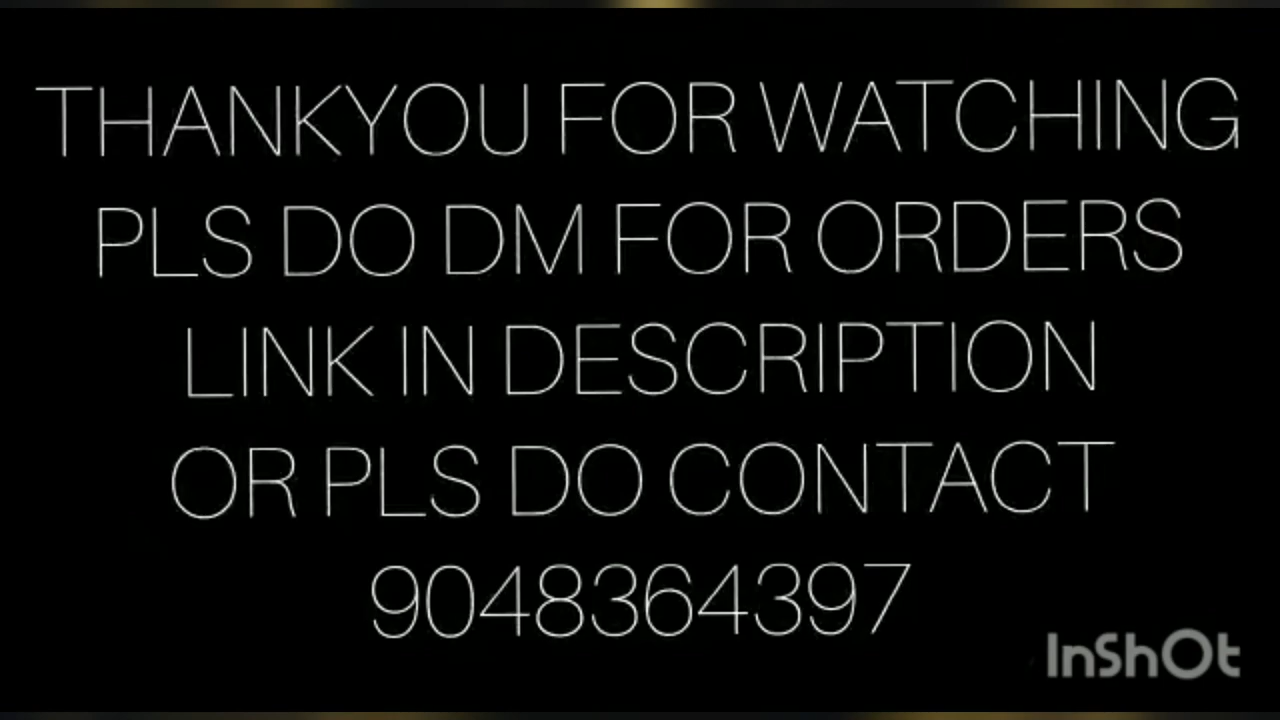 THANKYOU FOR WATCHING
PLS DO DM FOR ORDERS
LINK IN DESCRIPTION
OR PLS DO CONTACT
9048364397
InShOt